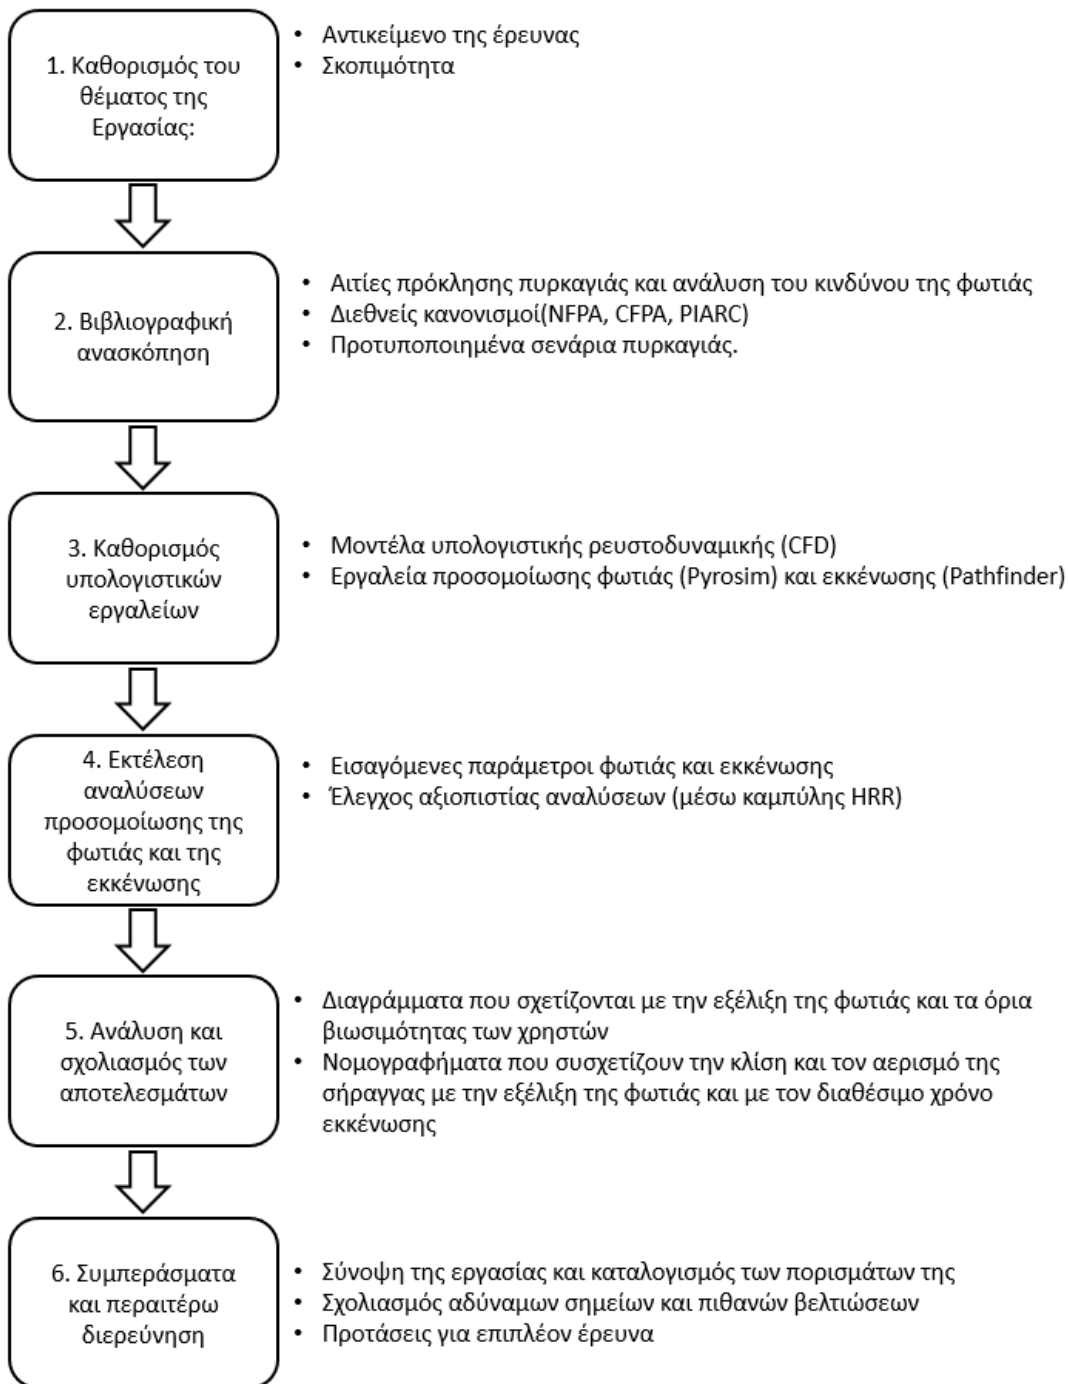 1. Καθορισμός του
θέματος της
Εργασίας:
• Αντικείμενο της έρευνας
• Σκοπιμότητα
2. Βιβλιογραφική
ανασκόπηση
• Αιτίες πρόκλησης πυρκαγιάς και ανάλυση του κινδύνου της φωτιάς
• Διεθνείς κανονισμοί(NFPA, CFPA, PIARC)
• Προτυποποιημένα σενάρια πυρκαγιάς.
3. Καθορισμός
υπολογιστικών
εργαλείων
• Μοντέλα υπολογιστικής ρευστοδυναμικής (CFD)
• Εργαλεία προσομοίωσης φωτιάς (Pyrosim) και εκκένωσης (Pathfinder)
4. Εκτέλεση
αναλύσεων
προσομοίωσης της
φωτιάς και της
εκκένωσης
• Εισαγόμενες παράμετροι φωτιάς και εκκένωσης
• Έλεγχος αξιοπιστίας αναλύσεων (μέσω καμπύλης HRR)
5. Ανάλυση και
σχολιασμός των
αποτελεσμάτων
• Διαγράμματα που σχετίζονται με την εξέλιξη της φωτιάς και τα όρια
βιωσιμότητας των χρηστών
• Νομογραφήματα που συσχετίζουν την κλίση και τον αερισμό της
σήραγγας με την εξέλιξη της φωτιάς και με τον διαθέσιμο χρόνο
εκκένωσης
6. Συμπεράσματα
και περαιτέρω
διερεύνηση
• Σύνοψη της εργασίας και καταλογισμός των πορισμάτων της
• Σχολιασμός αδύναμων σημείων και πιθανών βελτιώσεων
• Προτάσεις για επιπλέον έρευνα